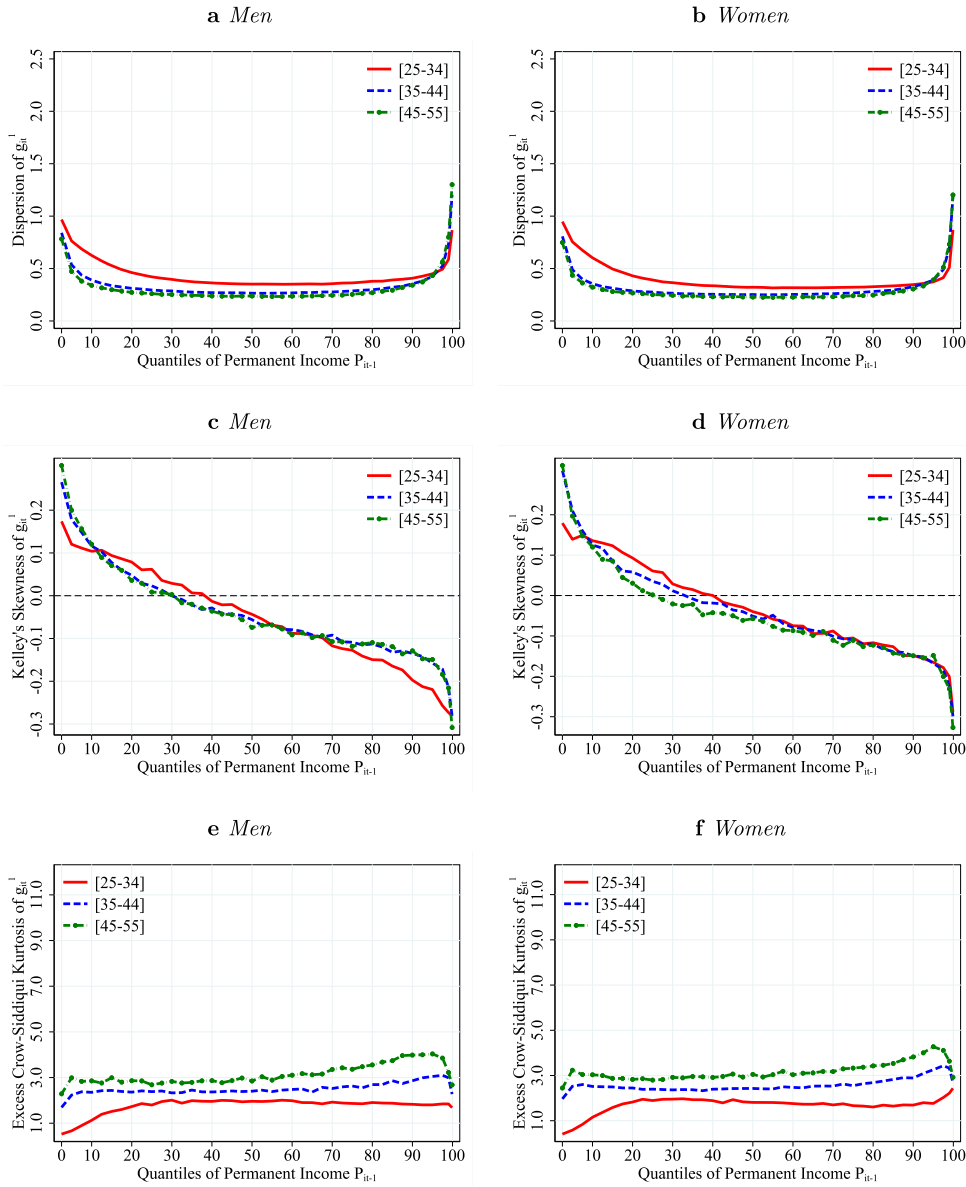 a Men
Dispersion of g_it^1
2.5
2.0
1.5
1.0
0.5
0.0
[25-34]
[35-44]
[45-55]
0 10 20 30 40 50 60 70 80 90 100
Quantiles of Permanent Income P_it-1
b Women
Dispersion of g_it^1
2.5
2.0
1.5
1.0
0.5
0.0
[25-34]
[35-44]
[45-55]
0 10 20 30 40 50 60 70 80 90 100
Quantiles of Permanent Income P_it-1
c Men
Kelley's Skewness of g_it^1
0.2
0.1
0.0
-0.1
-0.2
-0.3
[25-34]
[35-44]
[45-55]
0 10 20 30 40 50 60 70 80 90 100
Quantiles of Permanent Income P_it-1
d Women
Kelley's Skewness of g_it^1
0.2
0.1
0.0
-0.1
-0.2
-0.3
[25-34]
[35-44]
[45-55]
0 10 20 30 40 50 60 70 80 90 100
Quantiles of Permanent Income P_it-1
e Men
Excess Crow-Siddiqui Kurtosis of g_it^1
11.0
9.0
7.0
5.0
3.0
1.0
[25-34]
[35-44]
[45-55]
0 10 20 30 40 50 60 70 80 90 100
Quantiles of Permanent Income P_it-1
f Women
Excess Crow-Siddiqui Kurtosis of g_it^1
11.0
9.0
7.0
5.0
3.0
1.0
[25-34]
[35-44]
[45-55]
0 10 20 30 40 50 60 70 80 90 100
Quantiles of Permanent Income P_it-1